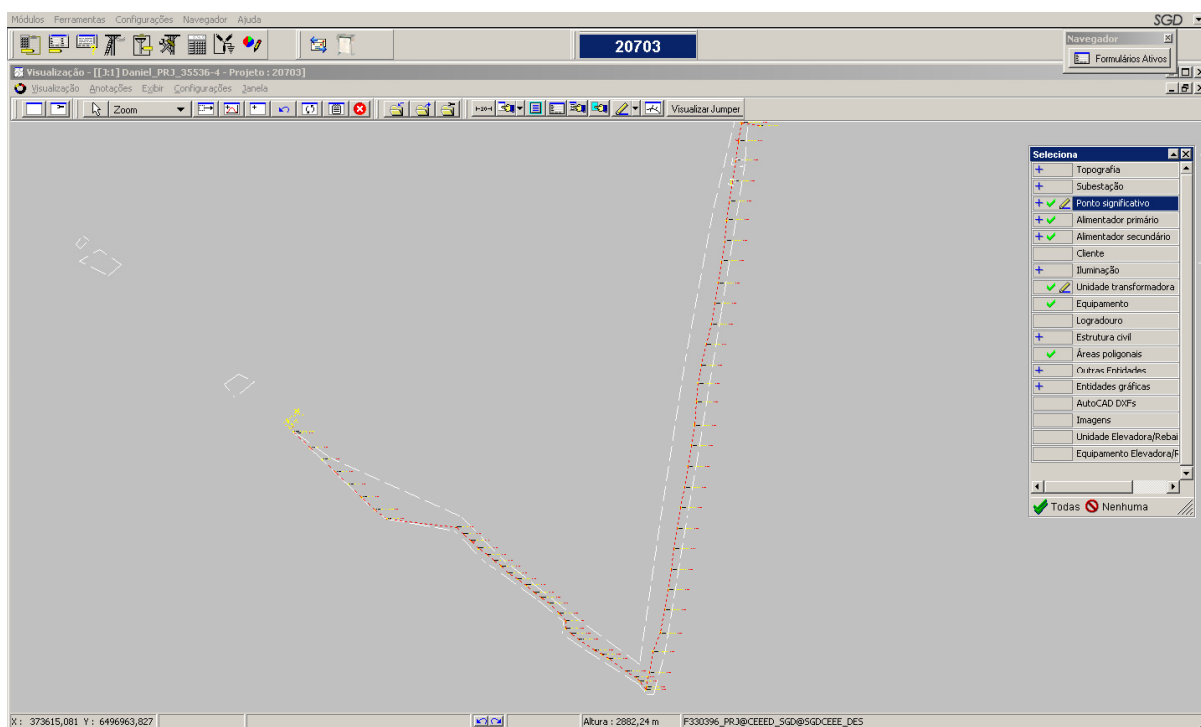 Módulos Ferramentas Configurações Navegador Ajuda
SGD
20703
Navegador
Formulários Ativos
Visualização - [[J:1] Daniel_PRJ_35536-4 - Projeto : 20703]
Visualização Anotações Exibir Configurações Janela
Zoom
Visualizar Jumper
Seleciona
Topografia
Subestação
Ponto significativo
Alimentador primário
Alimentador secundário
Cliente
Iluminação
Unidade transformadora
Equipamento
Logradouro
Estrutura civil
Áreas poligonais
Outras Entidades
Entidades gráficas
AutoCAD DXFs
Imagens
Unidade Elevadora/Rebai
Equipamento Elevadora/R
Todas Nenhuma
X : 373615,081 Y : 6496963,827
Altura : 2882,24 m
F330396_PRJ@CEEED_SGD@SGDCEEE_DES